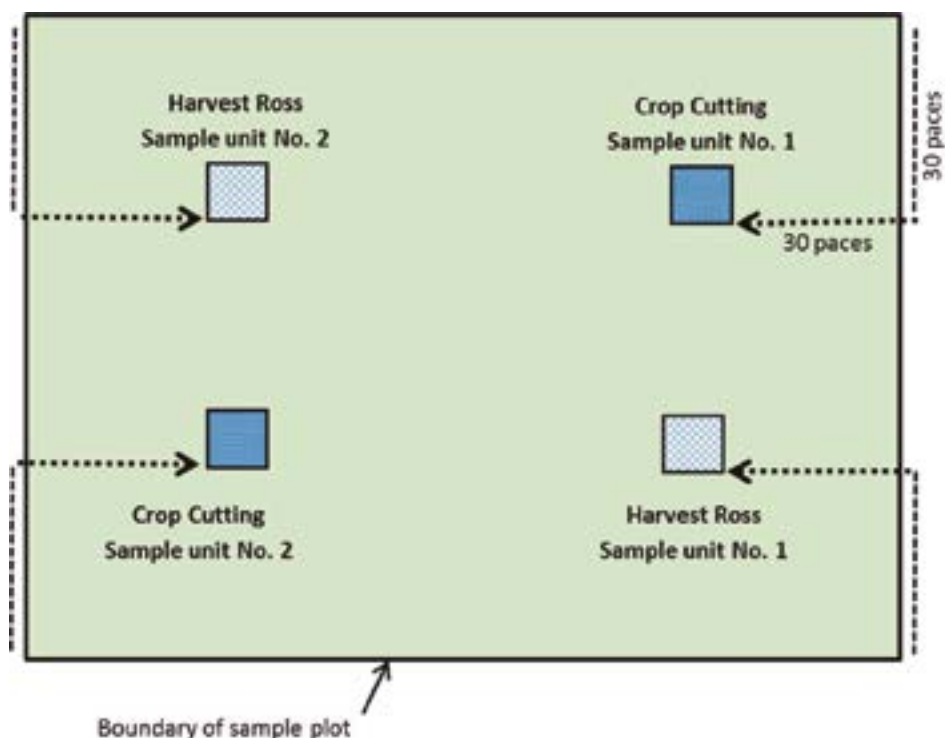 Harvest Ross
Sample unit No. 2
Crop Cutting
Sample unit No. 1
30 paces
30 paces
Crop Cutting
Sample unit No. 2
Harvest Ross
Sample unit No. 1
Boundary of sample plot